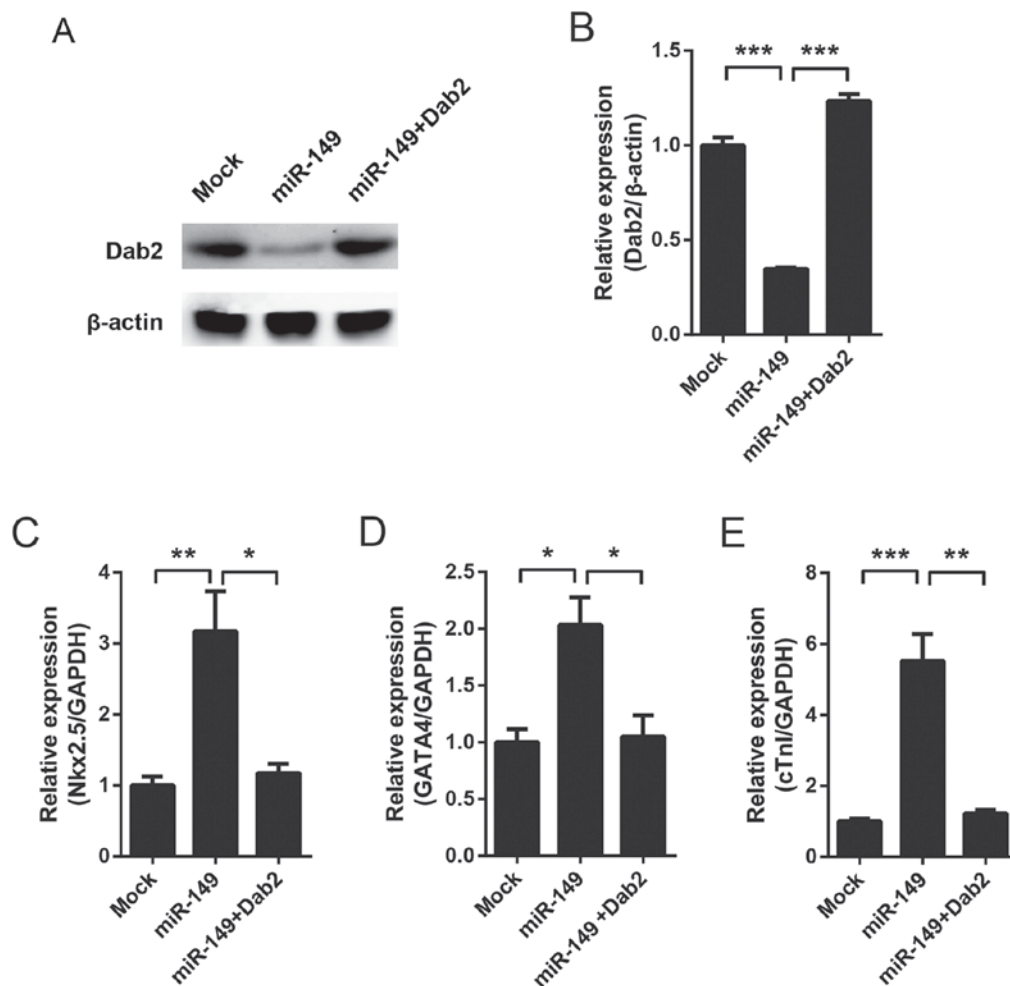 A
Mock
miR-149
miR-149+Dab2
Dab2
β-actin
B
Relative expression
(Dab2/β-actin)
1.5
1.0
0.5
0.0
***
***
Mock
miR-149
miR-149+Dab2
C
Relative expression
(Nkx2.5/GAPDH)
4
3
2
1
0
**
*
Mock
miR-149
miR-149+Dab2
D
Relative expression
(GATA4/GAPDH)
2.5
2.0
1.5
1.0
0.5
0.0
*
*
Mock
miR-149
miR-149 +Dab2
E
Relative expression
(cTnI/GAPDH)
8
6
4
2
0
***
**
Mock
miR-149
miR-149+Dab2